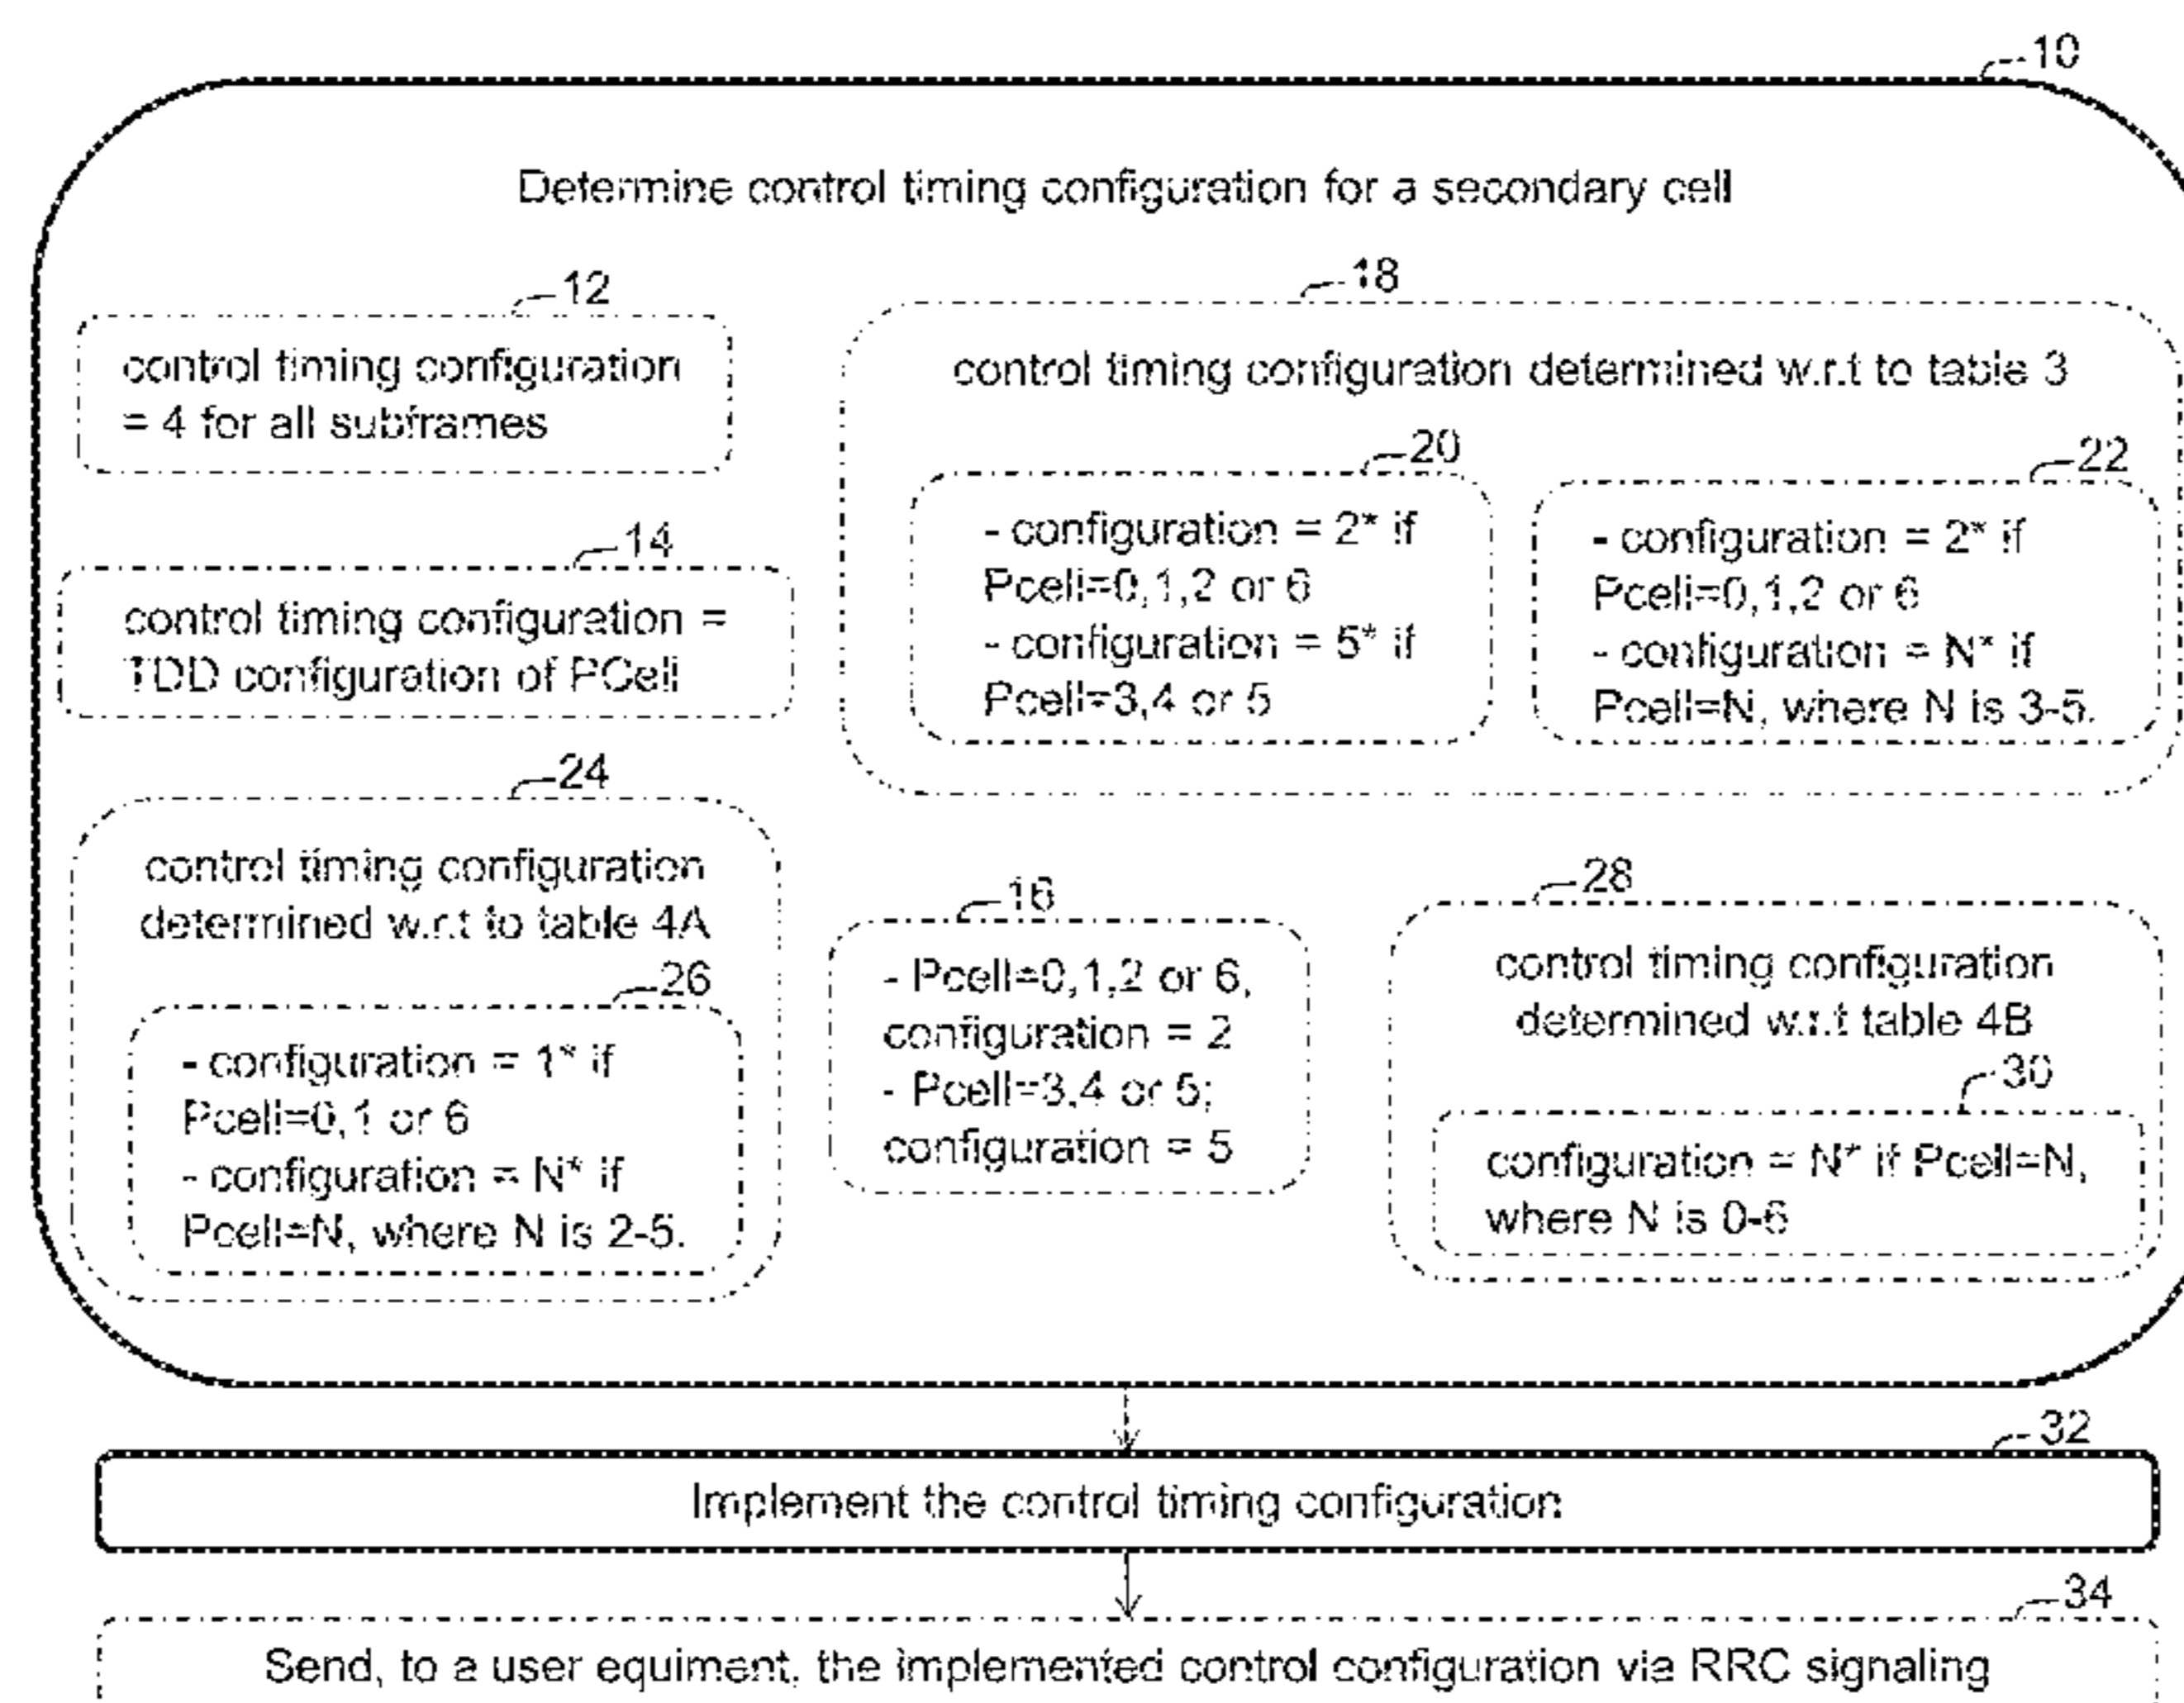 10
Determine control timing configuration for a secondary cell
12
control timing configuration
= 4 for all subframes
14
control timing configuration =
TDD configuration of PCell
18
control timing configuration determined w.r.t to table 3
20
- configuration = 2* if
Pcell=0,1,2 or 6
- configuration = 5* if
Pcell=3,4 or 5
22
- configuration = 2* if
Pcell=0,1,2 or 6
- configuration = N* if
Pcell=N, where N is 3-5.
24
control timing configuration
determined w.r.t to table 4A
26
- configuration = 1* if
Pcell=0,1 or 6
- configuration = N* if
Pcell=N, where N is 2-5.
16
- Pcell=0,1,2 or 6,
configuration = 2
- Pcell=3,4 or 5;
configuration = 5
28
control timing configuration
determined w.r.t table 4B
30
configuration = N* if Pcell=N,
where N is 0-6
32
Implement the control timing configuration
34
Send, to a user equiment, the implemented control configuration via RRC signaling